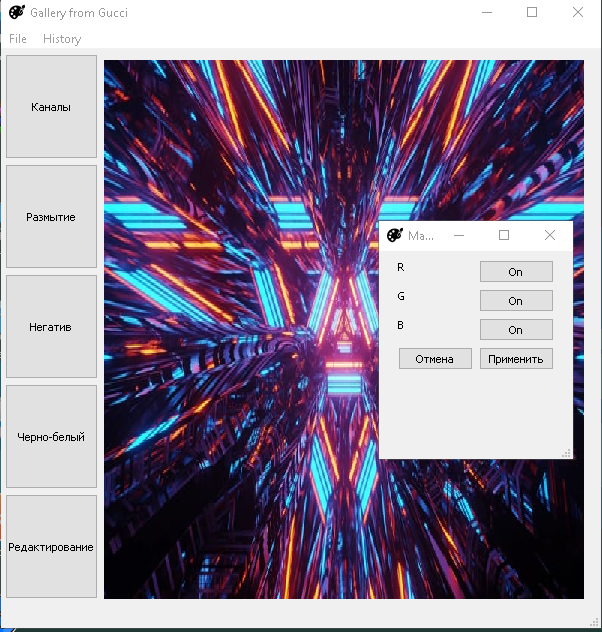 Gallery from Gucci
File History
Каналы
Размытие
Негатив
Черно-белый
Редактирование
Ma...
R On
G On
B On
Отмена Применить